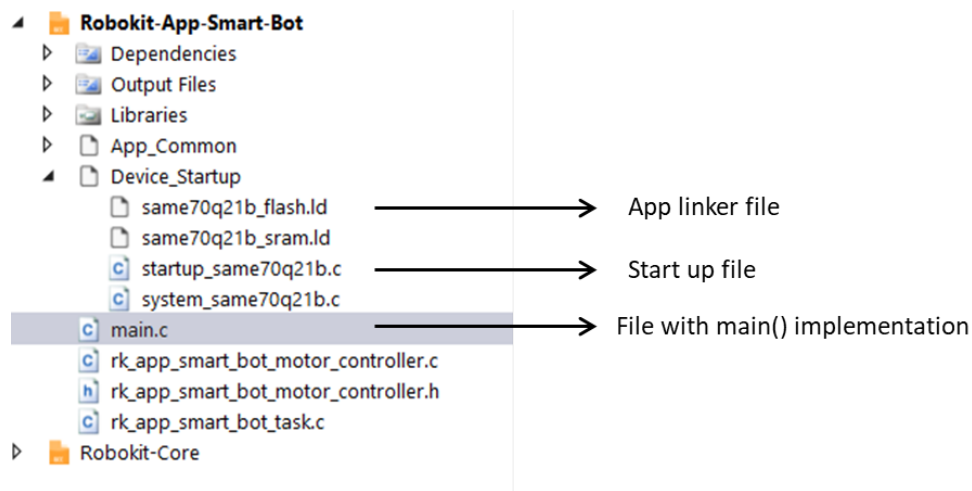 Robokit-App-Smart-Bot
Dependencies
Output Files
Libraries
App_Common
Device_Startup
same70q21b_flash.ld App linker file
same70q21b_sram.ld
startup_same70q21b.c Start up file
system_same70q21b.c
main.c File with main() implementation
rk_app_smart_bot_motor_controller.c
rk_app_smart_bot_motor_controller.h
rk_app_smart_bot_task.c
Robokit-Core